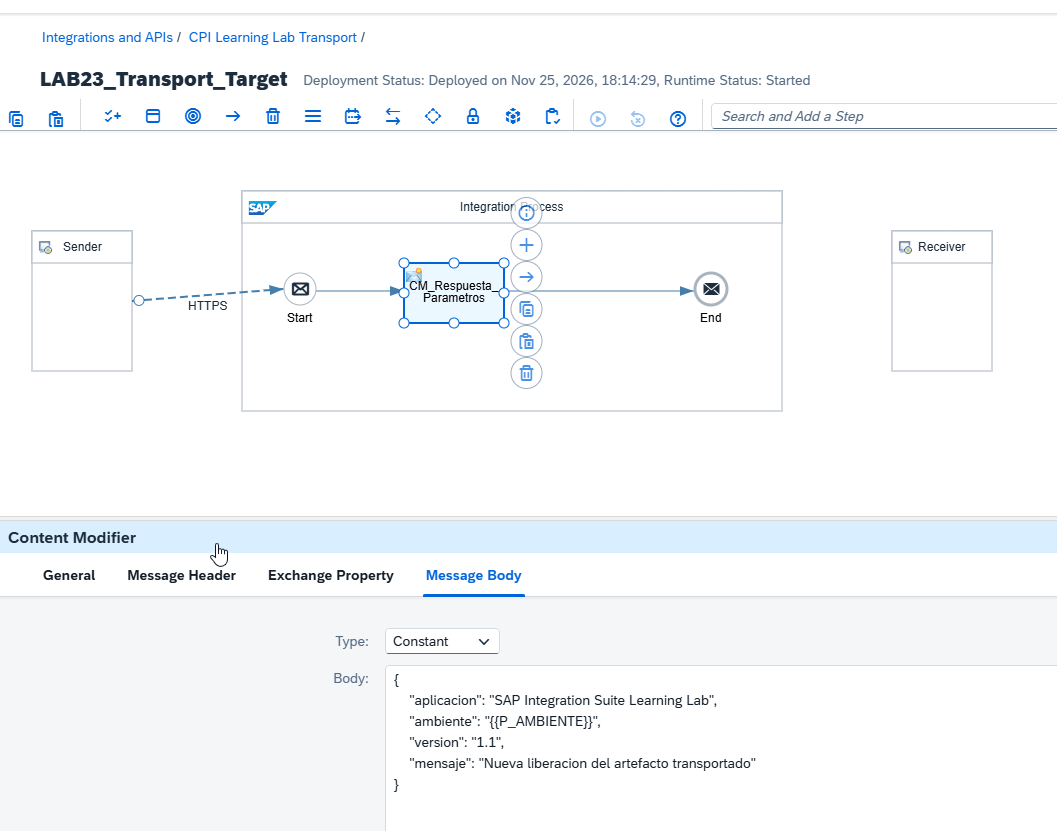 Integrations and APIs / CPI Learning Lab Transport /
LAB23_Transport_Target Deployment Status: Deployed on Nov 25, 2026, 18:14:29, Runtime Status: Started
Search and Add a Step
SAP Integration Process
Sender
Receiver
HTTPS
Start
CM_Respuesta_
Parametros
End
Content Modifier
General Message Header Exchange Property Message Body
Type: Constant
Body: {
"aplicacion": "SAP Integration Suite Learning Lab",
"ambiente": "{{P_AMBIENTE}}",
"version": "1.1",
"mensaje": "Nueva liberacion del artefacto transportado"
}